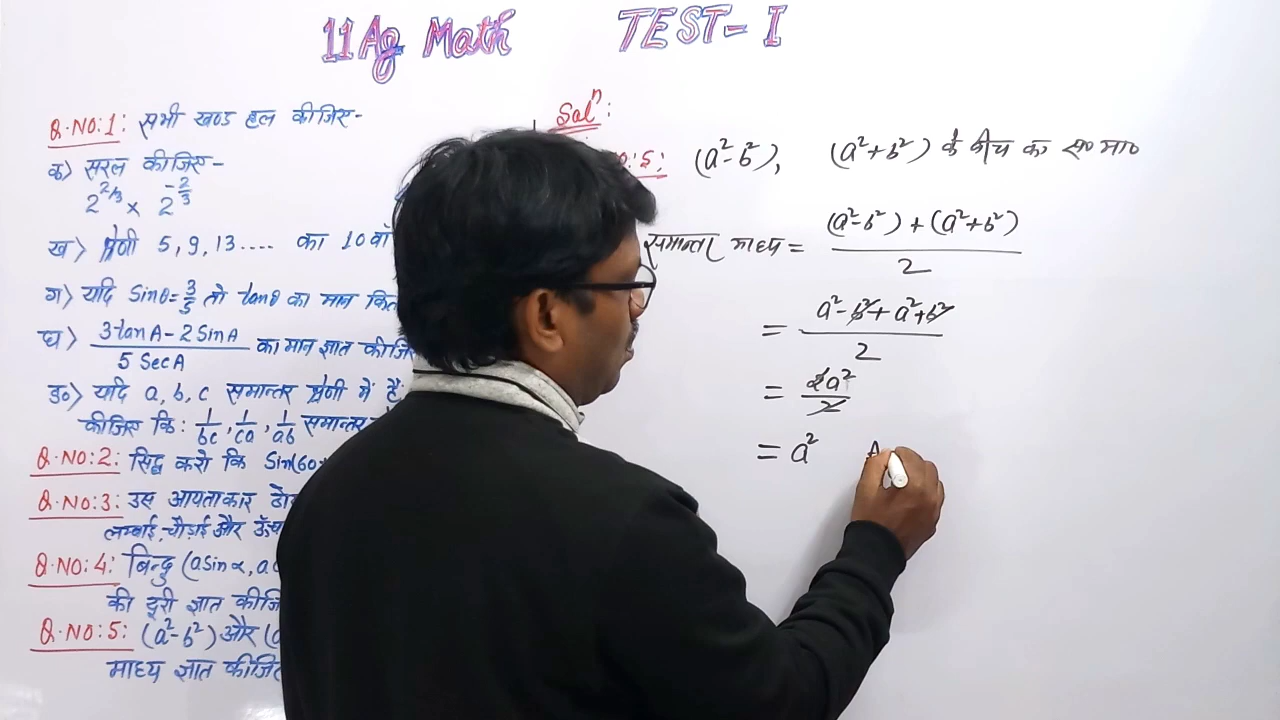 11 Ag Math TEST-I
Q.NO:1: सभी खण्ड हल कीजिए-
क> सरल कीजिए-
2^{2/3} × 2^{-2/3}
ख> श्रेणी 5, 9, 13.... का 10 वाँ
ग> यदि Sinθ = 3/5 तो tanθ का मान
घ> (3tanA - 2SinA)/(5 SecA) का मान ज्ञात
ङ> यदि a, b, c समान्तर श्रेणी में है
कीजिए कि: 1/bc, 1/ca, 1/ab समान्तर
Q.NO:2: सिद्ध करो कि Sin(60
Q.NO:3: उस आयताकार
लम्बाई, चौड़ाई और
Q.NO:4: बिन्दु (aSinα, a
की दूरी ज्ञात
Q.NO:5: (a²-b²) और (a
माध्य ज्ञात
Solⁿ:
o:5: (a²-b²), (a²+b²) के बीच का स० मा०
समान्तर माध्य = ((a²-b²) + (a²+b²))/2
= (a²-b²+a²+b²)/2
= 2a²/2
= a² A